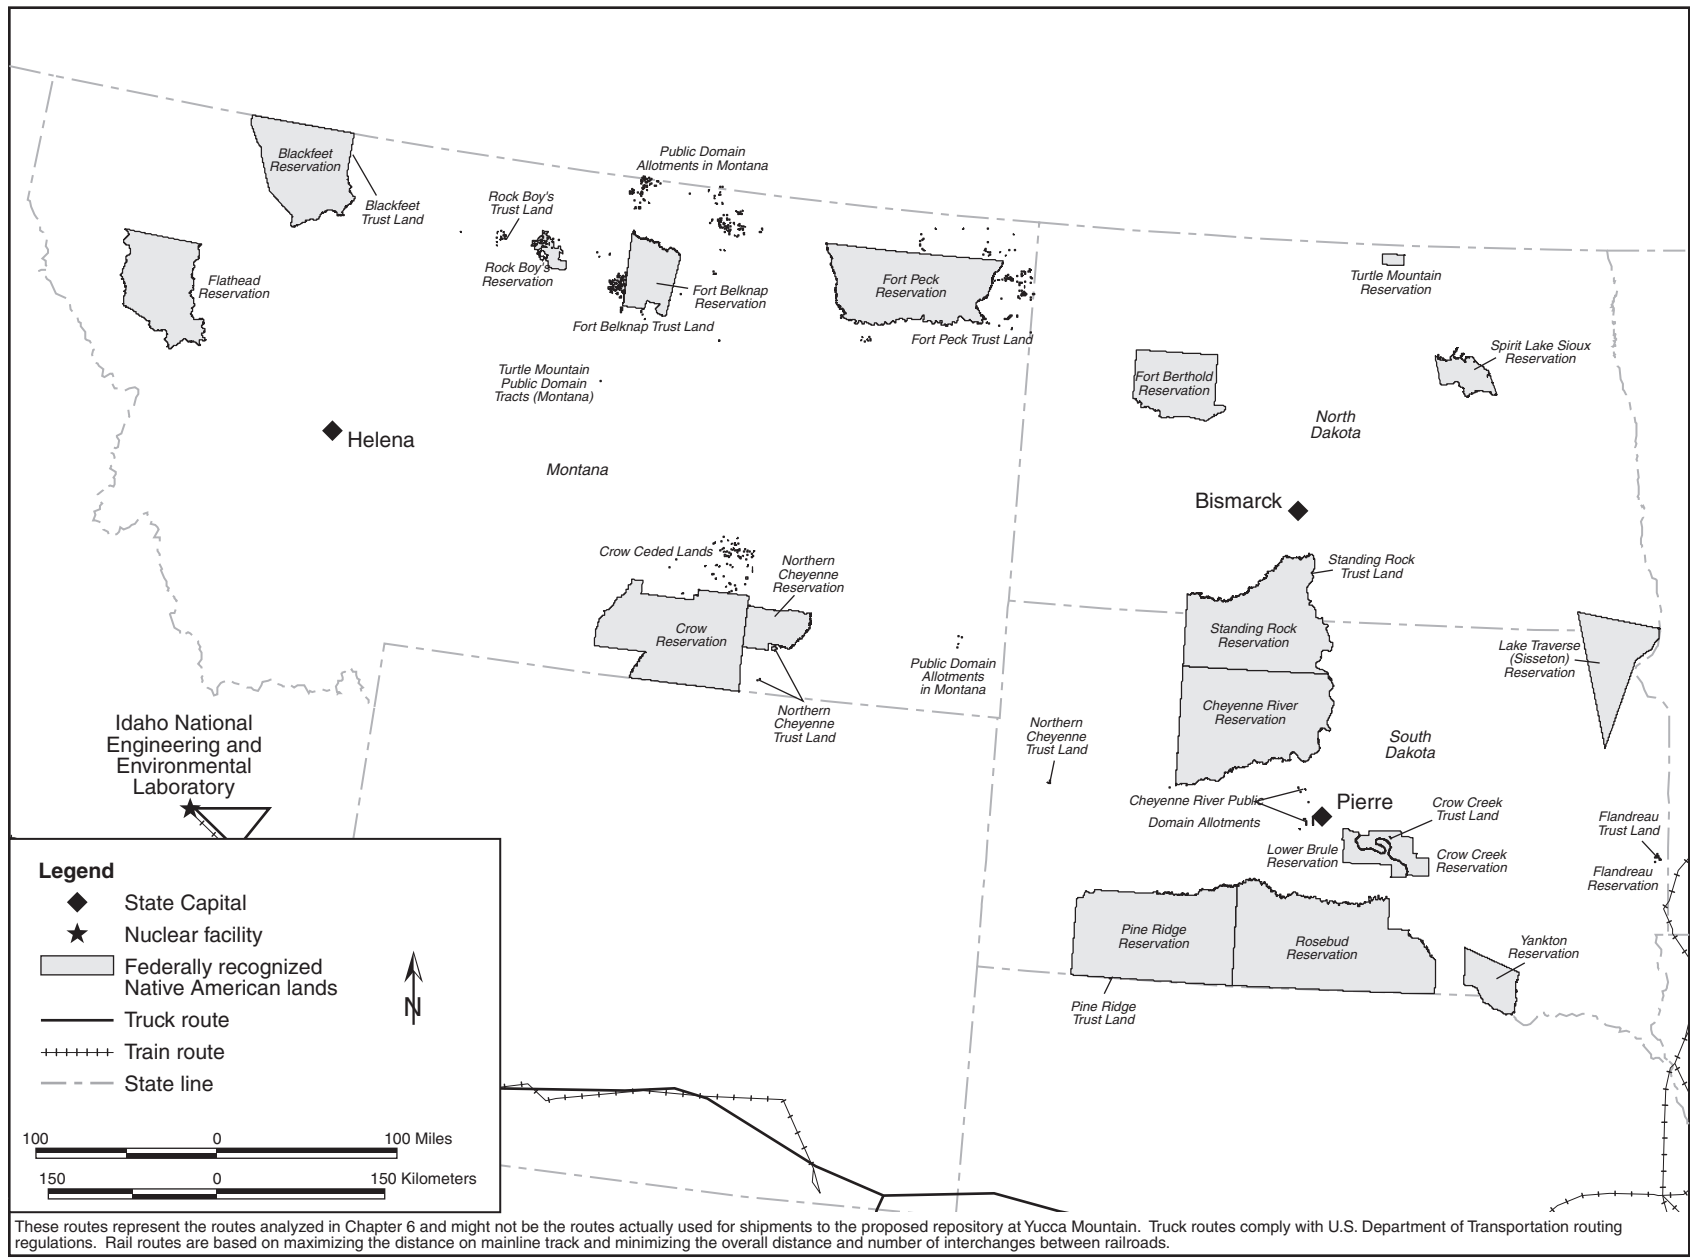 Public Domain
Allotments in Montana
Blackfeet
Reservation
Blackfeet
Trust Land
Rock Boy's
Trust Land
Rock Boy's
Reservation
Flathead
Reservation
Fort Belknap
Reservation
Fort Belknap Trust Land
Fort Peck
Reservation
Fort Peck Trust Land
Turtle Mountain
Reservation
Spirit Lake Sioux
Reservation
Fort Berthold
Reservation
North
Dakota
Turtle Mountain
Public Domain
Tracts (Montana)
Helena
Montana
Bismarck
Crow Ceded Lands
Northern
Cheyenne
Reservation
Crow
Reservation
Standing Rock
Trust Land
Standing Rock
Reservation
Lake Traverse
(Sisseton)
Reservation
Public Domain
Allotments
in Montana
Northern
Cheyenne
Trust Land
Northern
Cheyenne
Trust Land
Cheyenne River
Reservation
South
Dakota
Idaho National
Engineering and
Environmental
Laboratory
Cheyenne River Public
Domain Allotments
Pierre
Crow Creek
Trust Land
Lower Brule
Reservation
Crow Creek
Reservation
Flandreau
Trust Land
Flandreau
Reservation
Pine Ridge
Reservation
Rosebud
Reservation
Yankton
Reservation
Pine Ridge
Trust Land
Legend
State Capital
Nuclear facility
Federally recognized
Native American lands
Truck route
Train route
State line
N
100 0 100 Miles
150 0 150 Kilometers
These routes represent the routes analyzed in Chapter 6 and might not be the routes actually used for shipments to the proposed repository at Yucca Mountain. Truck routes comply with U.S. Department of Transportation routing
regulations. Rail routes are based on maximizing the distance on mainline track and minimizing the overall distance and number of interchanges between railroads.